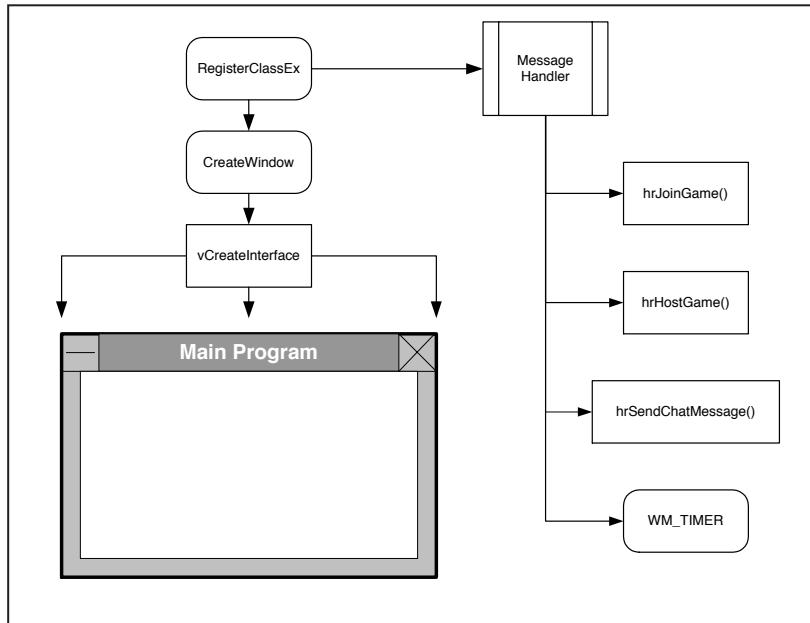 RegisterClassEx
Message
Handler
CreateWindow
hrJoinGame()
vCreateInterface
hrHostGame()
Main Program
hrSendChatMessage()
WM_TIMER